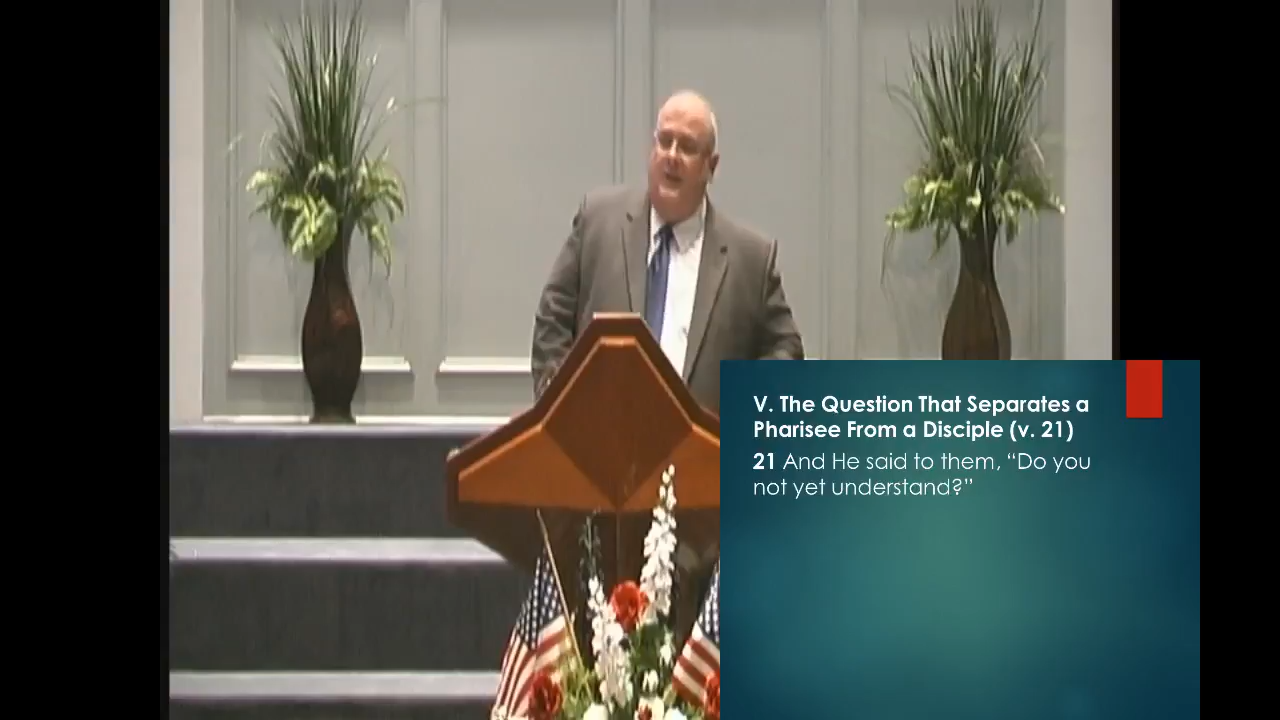 V. The Question That Separates a
Pharisee From a Disciple (v. 21)
21 And He said to them, “Do you
not yet understand?”